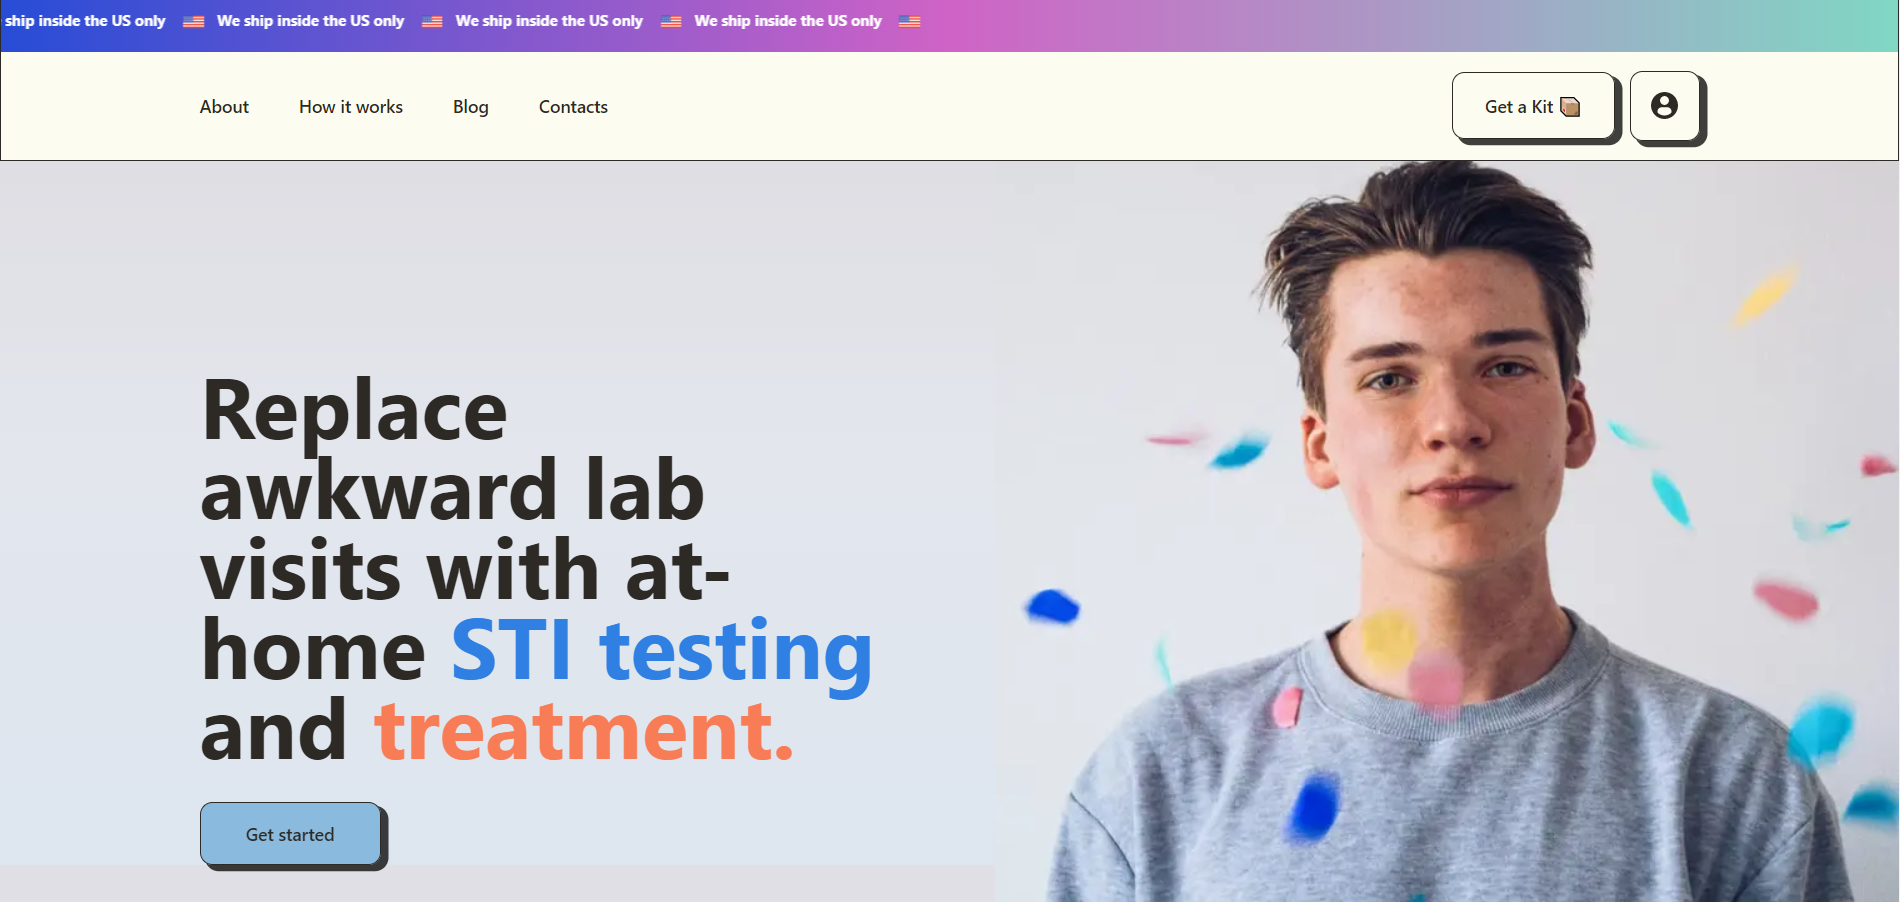 ship inside the US only We ship inside the US only We ship inside the US only We ship inside the US only
About How it works Blog Contacts Get a Kit
Replace
awkward lab
visits with at-
home STI testing
and treatment.
Get started